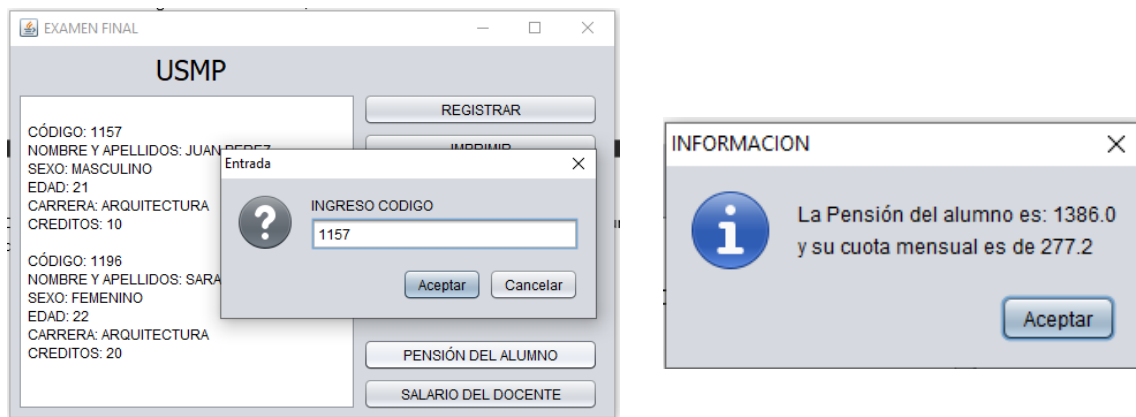 EXAMEN FINAL
USMP
CÓDIGO: 1157
NOMBRE Y APELLIDOS: JUAN PEREZ
SEXO: MASCULINO
EDAD: 21
CARRERA: ARQUITECTURA
CREDITOS: 10
CÓDIGO: 1196
NOMBRE Y APELLIDOS: SARA
SEXO: FEMENINO
EDAD: 22
CARRERA: ARQUITECTURA
CREDITOS: 20
REGISTRAR
IMPRIMIR
PENSIÓN DEL ALUMNO
SALARIO DEL DOCENTE
Entrada
INGRESO CODIGO
1157
Aceptar
Cancelar
INFORMACION
La Pensión del alumno es: 1386.0
y su cuota mensual es de 277.2
Aceptar